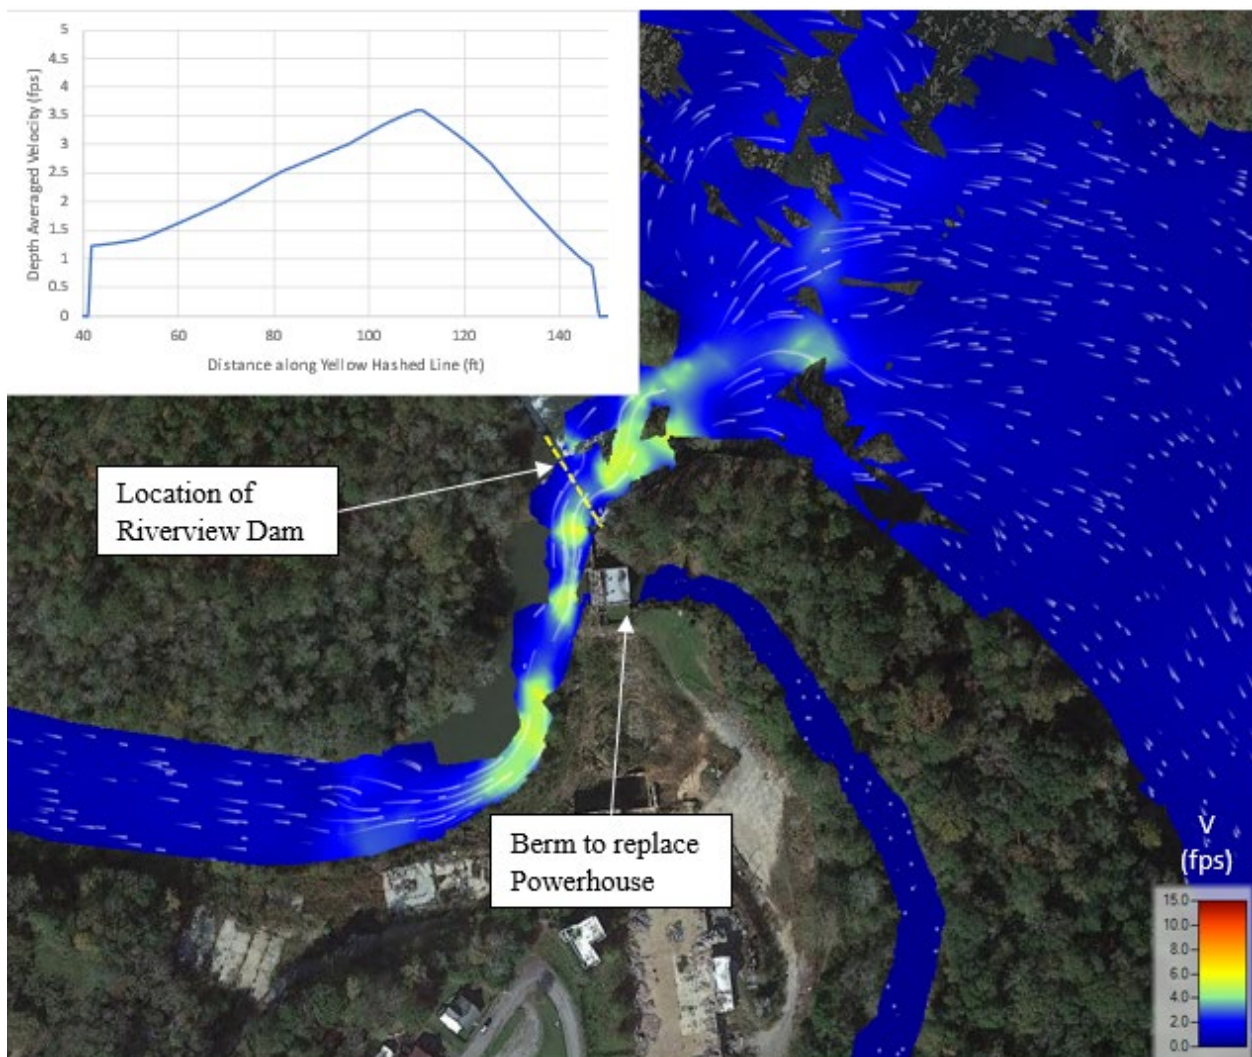 5
4.5
4
3.5
3
2.5
2
1.5
1
0.5
0
Depth Averaged Velocity (fps)
40 60 80 100 120 140
Distance along Yellow Hashed Line (ft)
Location of
Riverview Dam
Berm to replace
Powerhouse
V
(fps)
15.0
10.0
8.0
6.0
4.0
2.0
0.0